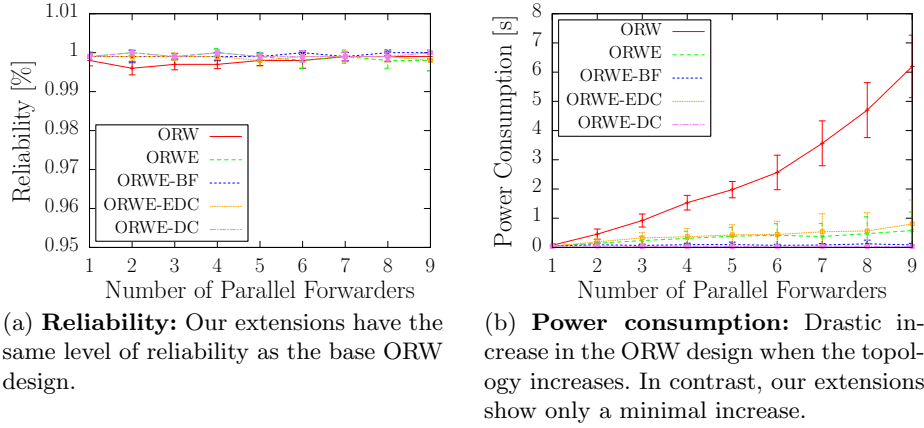 1.01
1
0.99
0.98
0.97
0.96
0.95
Reliability [%]
ORW
ORWE
ORWE-BF
ORWE-EDC
ORWE-DC
1 2 3 4 5 6 7 8 9
Number of Parallel Forwarders
(a) Reliability: Our extensions have the
same level of reliability as the base ORW
design.
8
7
6
5
4
3
2
1
0
Power Consumption [s]
ORW
ORWE
ORWE-BF
ORWE-EDC
ORWE-DC
1 2 3 4 5 6 7 8 9
Number of Parallel Forwarders
(b) Power consumption: Drastic in-
crease in the ORW design when the topol-
ogy increases. In contrast, our extensions
show only a minimal increase.